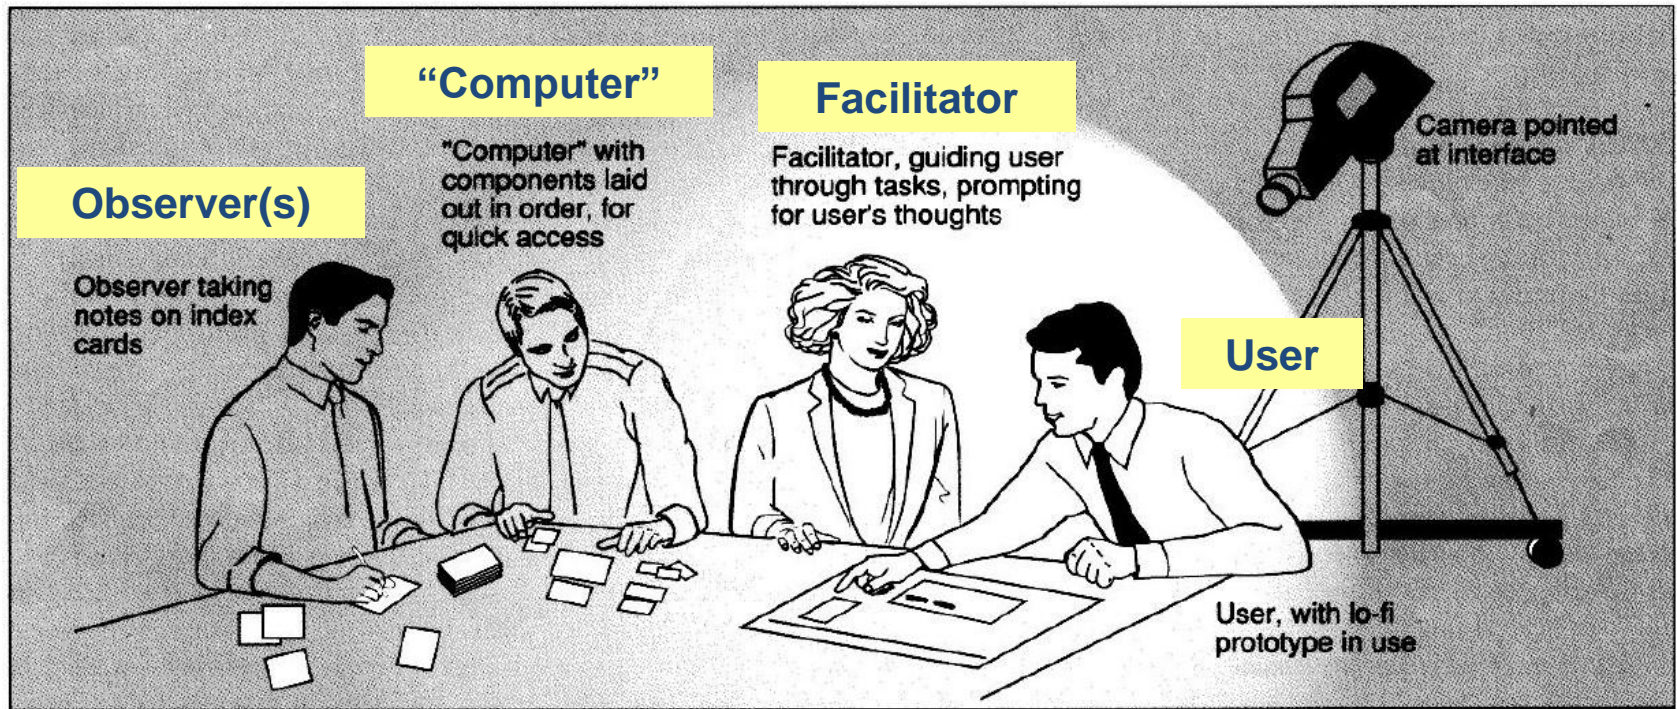 “Computer”
Facilitator
Observer(s)
User
"Computer" with
components laid
out in order, for
quick access
Facilitator, guiding user
through tasks, prompting
for user's thoughts
Camera pointed
at interface
Observer taking
notes on index
cards
User, with lo-fi
prototype in use